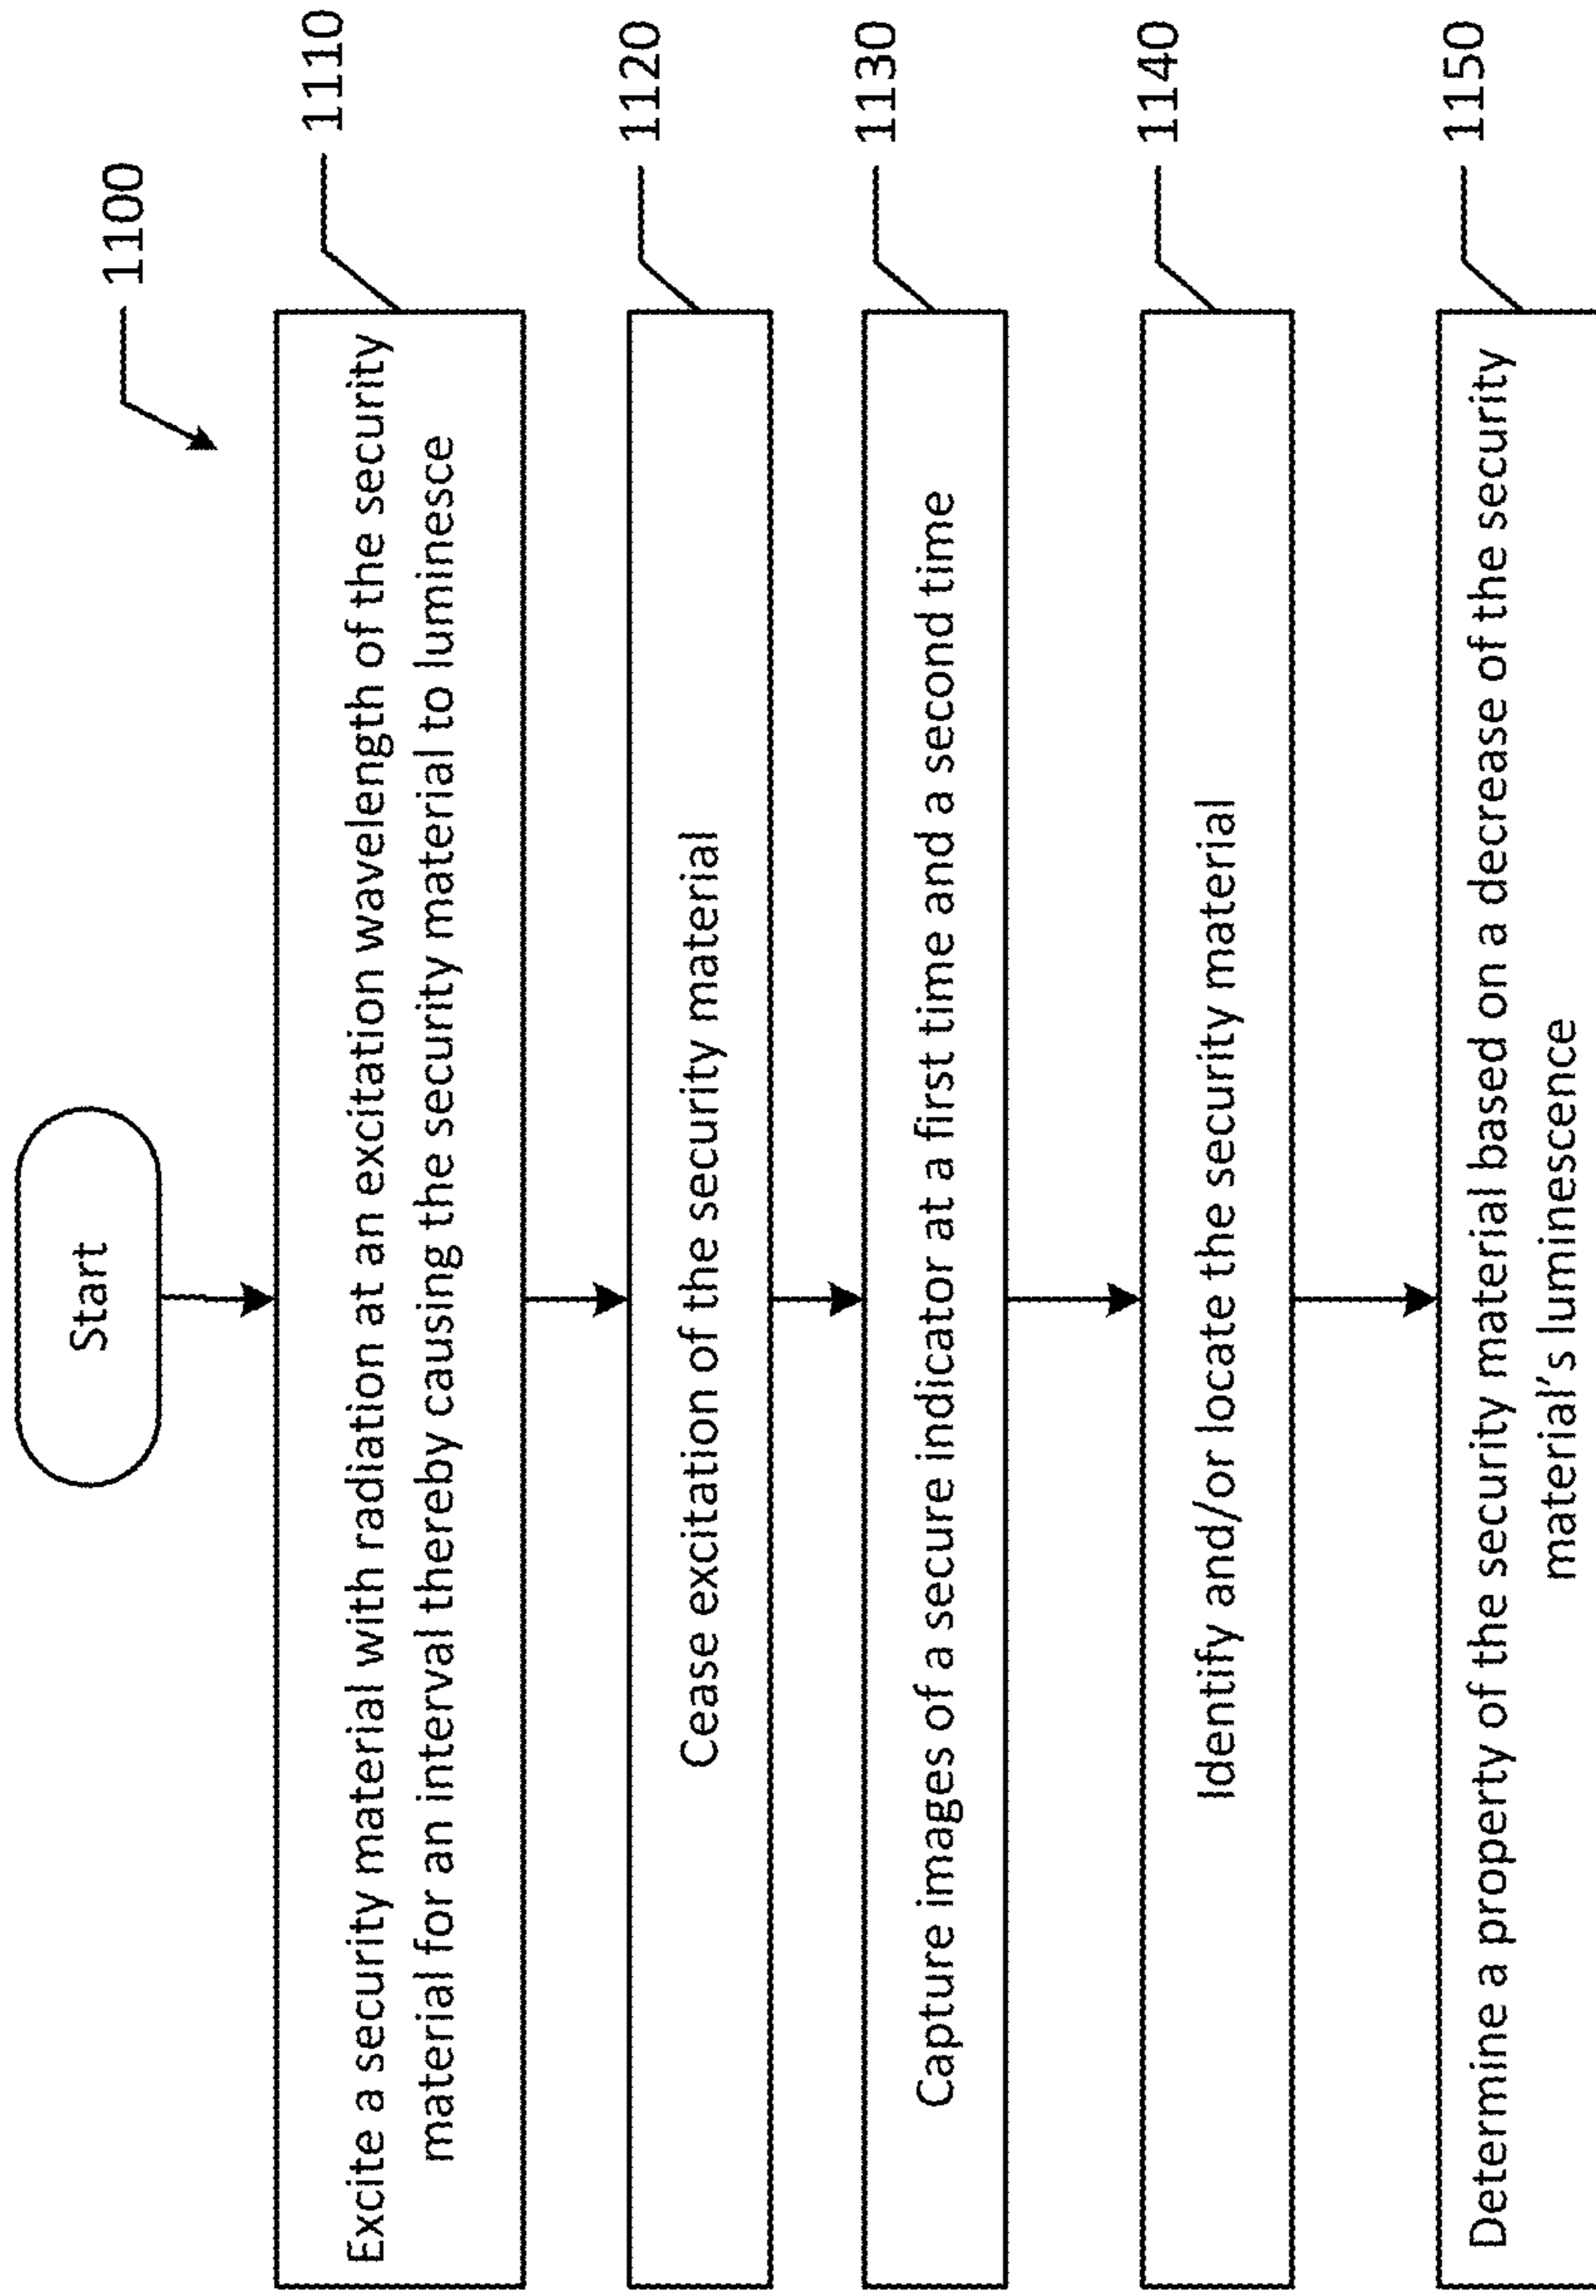 1100
Start
Excite a security material with radiation at an excitation wavelength of the security
material for an interval thereby causing the security material to luminesce
1110
Cease excitation of the security material
1120
Capture images of a secure indicator at a first time and a second time
1130
Identify and/or locate the security material
1140
Determine a property of the security material based on a decrease of the security
material's luminescence
1150